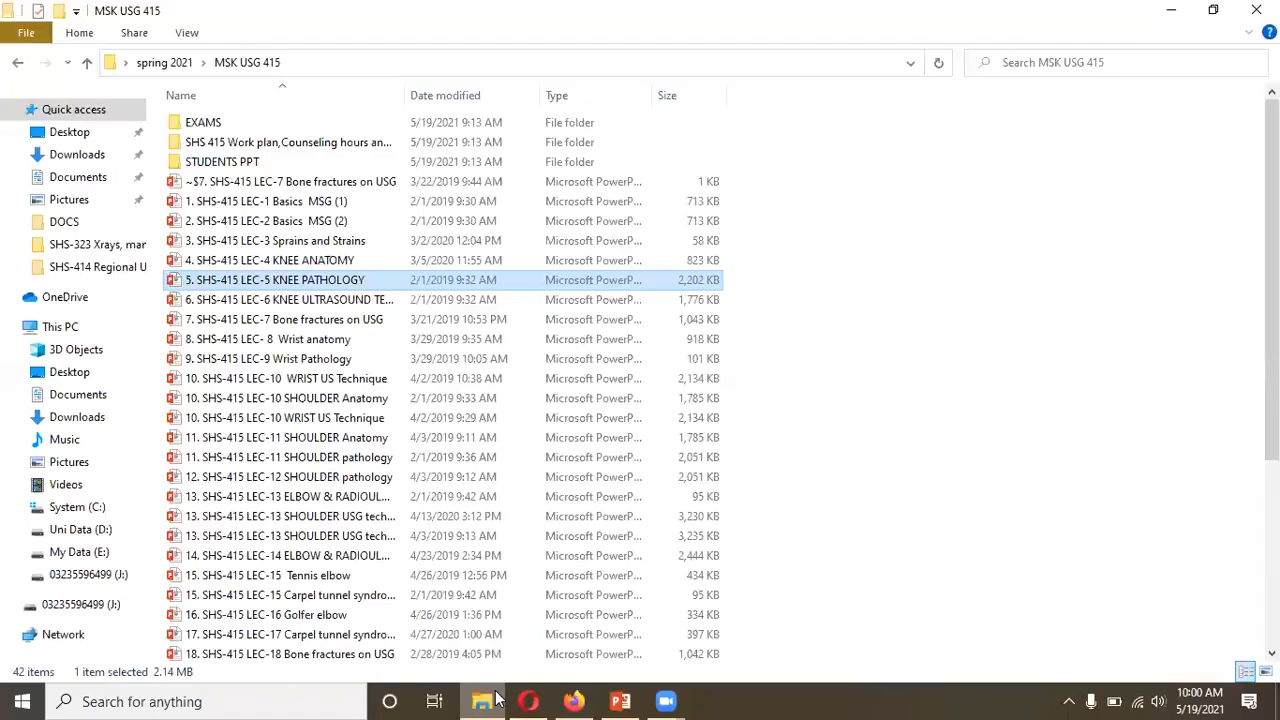 MSK USG 415
File Home Share View
spring 2021 MSK USG 415 Search MSK USG 415
Name Date modified Type Size
Quick access
Desktop
Downloads
Documents
Pictures
DOCS
SHS-323 Xrays, mar
SHS-414 Regional U
OneDrive
This PC
3D Objects
Desktop
Documents
Downloads
Music
Pictures
Videos
System (C:)
Uni Data (D:)
My Data (E:)
03235596499 (J:)
03235596499 (J:)
Network
EXAMS 5/19/2021 9:13 AM File folder
SHS 415 Work plan,Counseling hours an... 5/19/2021 9:13 AM File folder
STUDENTS PPT 5/19/2021 9:13 AM File folder
~$7. SHS-415 LEC-7 Bone fractures on USG 3/22/2019 9:44 AM Microsoft PowerP... 1 KB
1. SHS-415 LEC-1 Basics MSG (1) 2/1/2019 9:30 AM Microsoft PowerP... 713 KB
2. SHS-415 LEC-2 Basics MSG (2) 2/1/2019 9:30 AM Microsoft PowerP... 713 KB
3. SHS-415 LEC-3 Sprains and Strains 3/2/2020 12:04 PM Microsoft PowerP... 58 KB
4. SHS-415 LEC-4 KNEE ANATOMY 3/5/2020 11:55 AM Microsoft PowerP... 823 KB
5. SHS-415 LEC-5 KNEE PATHOLOGY 2/1/2019 9:32 AM Microsoft PowerP... 2,202 KB
6. SHS-415 LEC-6 KNEE ULTRASOUND TE... 2/1/2019 9:32 AM Microsoft PowerP... 1,776 KB
7. SHS-415 LEC-7 Bone fractures on USG 3/21/2019 10:53 PM Microsoft PowerP... 1,043 KB
8. SHS-415 LEC- 8 Wrist anatomy 3/29/2019 9:35 AM Microsoft PowerP... 918 KB
9. SHS-415 LEC-9 Wrist Pathology 3/29/2019 10:05 AM Microsoft PowerP... 101 KB
10. SHS-415 LEC-10 WRIST US Technique 4/2/2019 10:38 AM Microsoft PowerP... 2,134 KB
10. SHS-415 LEC-10 SHOULDER Anatomy 2/1/2019 9:33 AM Microsoft PowerP... 1,785 KB
10. SHS-415 LEC-10 WRIST US Technique 4/2/2019 9:29 AM Microsoft PowerP... 2,134 KB
11. SHS-415 LEC-11 SHOULDER Anatomy 4/3/2019 9:11 AM Microsoft PowerP... 1,785 KB
11. SHS-415 LEC-11 SHOULDER pathology 2/1/2019 9:36 AM Microsoft PowerP... 2,051 KB
12. SHS-415 LEC-12 SHOULDER pathology 4/3/2019 9:12 AM Microsoft PowerP... 2,051 KB
13. SHS-415 LEC-13 ELBOW & RADIOUL... 2/1/2019 9:42 AM Microsoft PowerP... 95 KB
13. SHS-415 LEC-13 SHOULDER USG tech... 4/13/2020 3:12 PM Microsoft PowerP... 3,230 KB
13. SHS-415 LEC-13 SHOULDER USG tech... 4/3/2019 9:13 AM Microsoft PowerP... 3,235 KB
14. SHS-415 LEC-14 ELBOW & RADIOUL... 4/23/2019 2:34 PM Microsoft PowerP... 2,444 KB
15. SHS-415 LEC-15 Tennis elbow 4/26/2019 12:56 PM Microsoft PowerP... 434 KB
15. SHS-415 LEC-15 Carpel tunnel syndro... 2/1/2019 9:42 AM Microsoft PowerP... 95 KB
16. SHS-415 LEC-16 Golfer elbow 4/26/2019 1:36 PM Microsoft PowerP... 334 KB
17. SHS-415 LEC-17 Carpel tunnel syndro... 4/27/2020 1:00 AM Microsoft PowerP... 397 KB
18. SHS-415 LEC-18 Bone fractures on USG 2/28/2019 4:05 PM Microsoft PowerP... 1,042 KB
42 items 1 item selected 2.14 MB
Search for anything
10:00 AM
5/19/2021